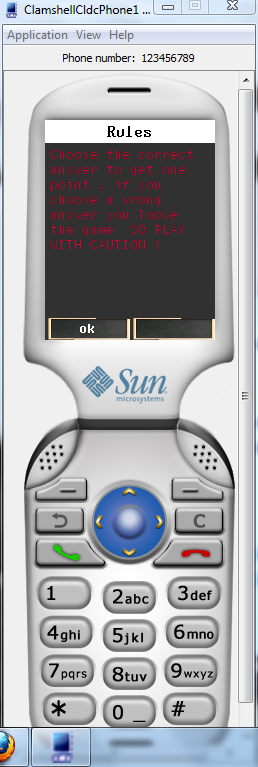 ClamshellCldcPhone1 ...
Application View Help
Phone number: 123456789
Rules
Choose the correct
answer to get one
point , if you
choose a wrong
answer you loose
the game SO PLAY
WITH CAUTION !
ok
Sun
microsystems
C
1 2abc 3def
4ghi 5jkl 6mno
7pqrs 8tuv 9wxyz
* 0 _ #